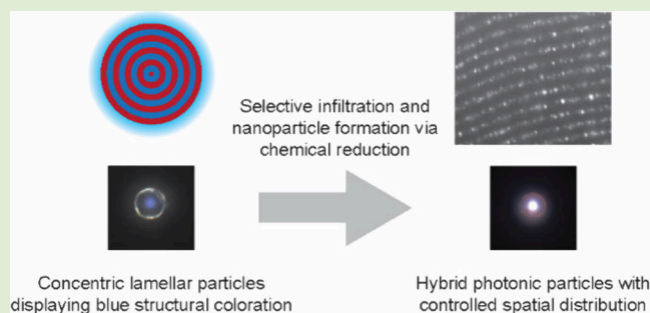 Selective infiltration and
nanoparticle formation via
chemical reduction
Concentric lamellar particles
displaying blue structural coloration
Hybrid photonic particles with
controlled spatial distribution